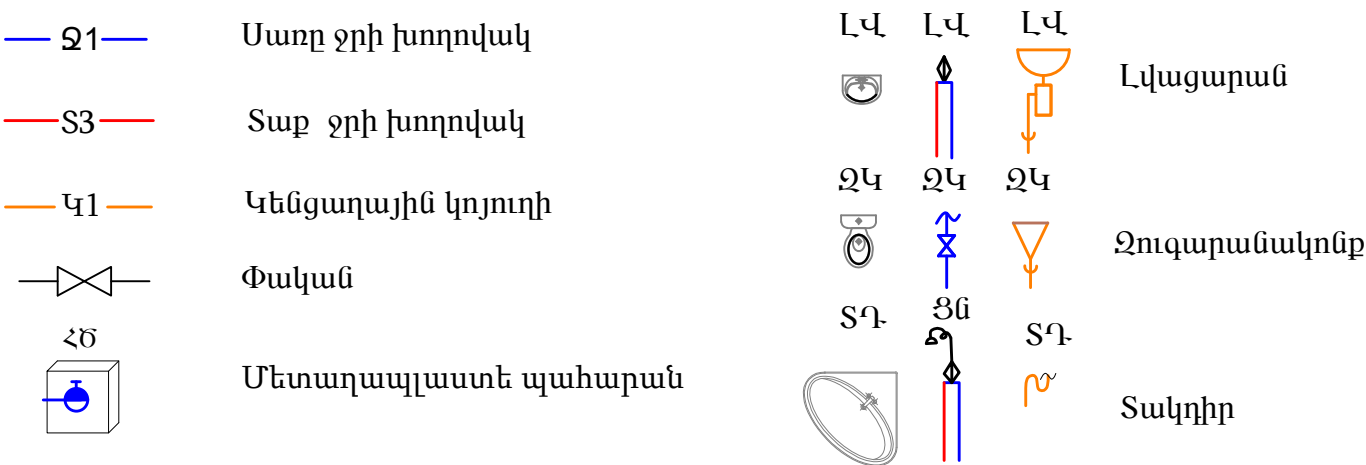 Ջ1 Սառը ջրի խողովակ
Տ3 Տաք ջրի խողովակ
Կ1 Կենցաղային կոյուղի
Փական
ՀԾ
Մետաղապլաստե պահարան
ԼՎ ԼՎ ԼՎ
Լվացարան
ԶԿ ԶԿ ԶԿ
Զուգարանակոնք
ՏԴ Ցն ՏԴ
Տակդիր